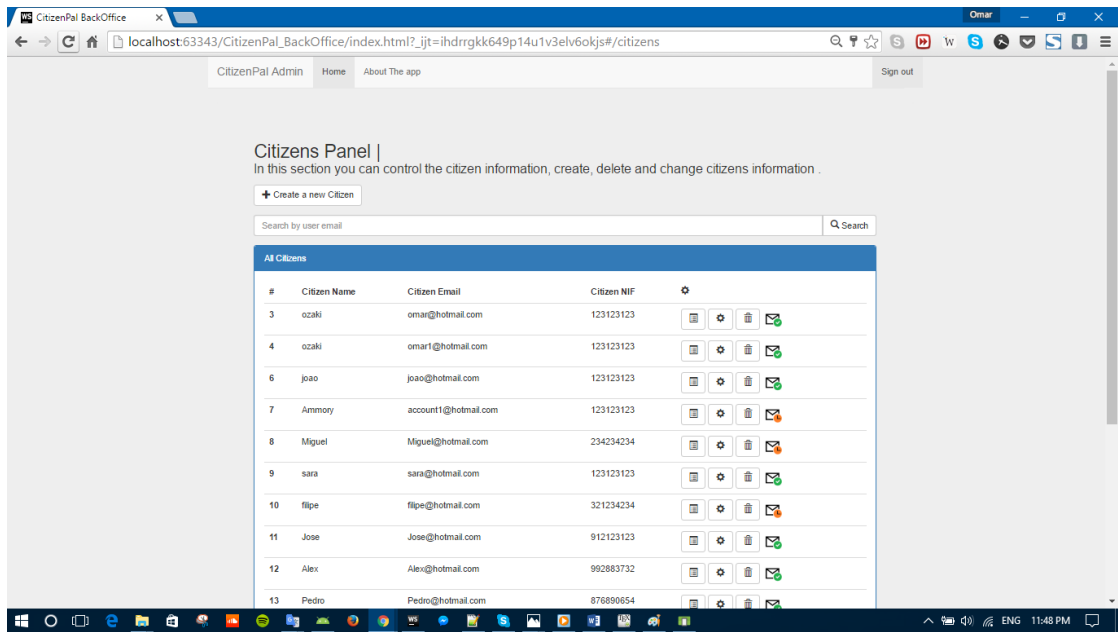 Omar
WS CitizenPal BackOffice
localhost:63343/CitizenPal_BackOffice/index.html?_ijt=ihdrrgkk649p14u1v3elv6okjs#/citizens
CitizenPal Admin Home About The app Sign out
Citizens Panel |
In this section you can control the citizen information, create, delete and change citizens information .
Create a new Citizen
Search by user email Search
All Citizens
# Citizen Name Citizen Email Citizen NIF
3 ozaki omar@hotmail.com 123123123
4 ozaki omar1@hotmail.com 123123123
6 joao joao@hotmail.com 123123123
7 Ammory account1@hotmail.com 123123123
8 Miguel Miguel@hotmail.com 234234234
9 sara sara@hotmail.com 123123123
10 filipe filipe@hotmail.com 321234234
11 Jose Jose@hotmail.com 912123123
12 Alex Alex@hotmail.com 992883732
13 Pedro Pedro@hotmail.com 876890654
ENG 11:48 PM